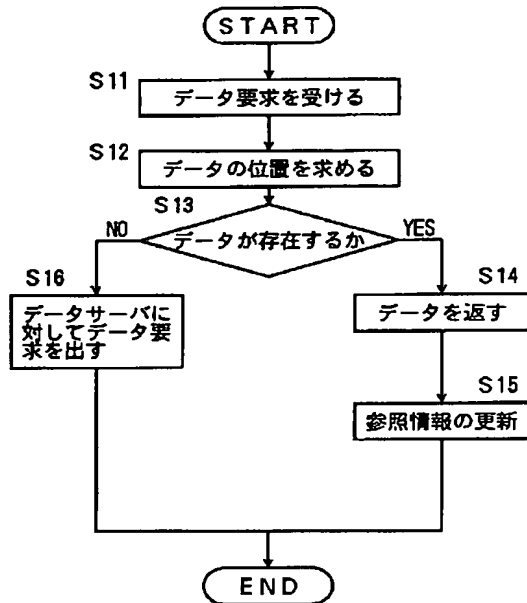 START
S11
データ要求を受ける
S12
データの位置を求める
S13
データが存在するか
NO
YES
S16
データサーバに
対してデータ要
求を出す
S14
データを返す
S15
参照情報の更新
END